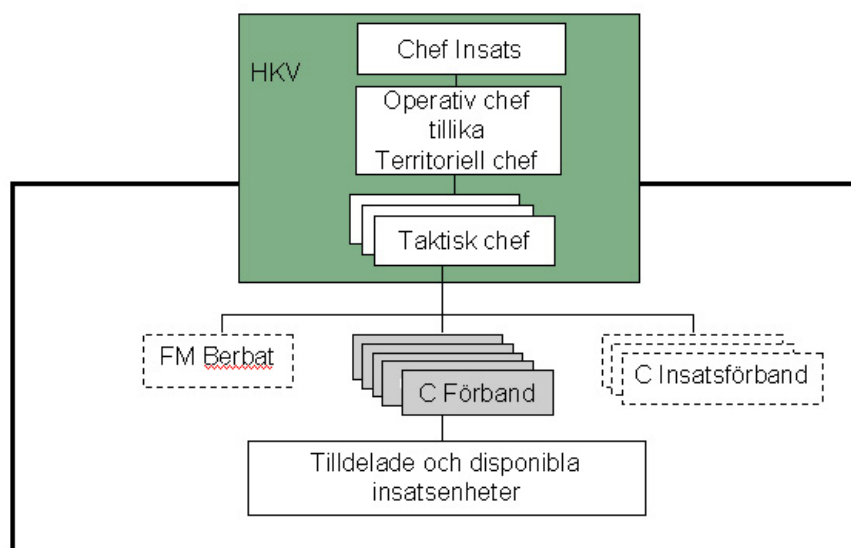 Chef Insats
HKV
Operativ chef
tillika
Territoriell chef
Taktisk chef
FM Berbat
C Förband
C Insatsförband
Tilldelade och disponibla
insatsenheter